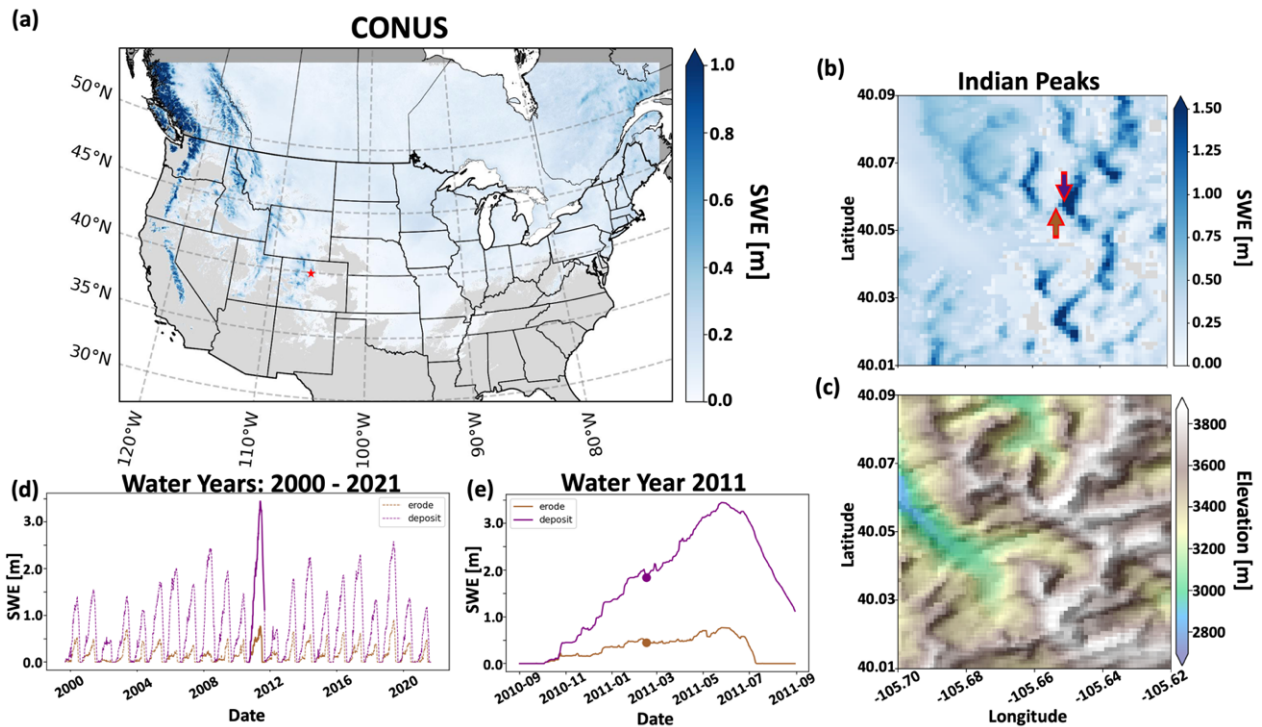 (a)
CONUS
50°N
45°N
40°N
35°N
30°N
120°W
110°W
100°W
90°W
80°W
1.0
0.8
0.6
0.4
0.2
0.0
SWE [m]
(b)
Indian Peaks
40.09
40.07
40.05
40.03
40.01
Latitude
1.50
1.25
1.00
0.75
0.50
0.25
0.00
SWE [m]
(c)
40.09
40.07
40.05
40.03
40.01
Latitude
-105.70
-105.68
-105.66
-105.64
-105.62
Longitude
3800
3600
3400
3200
3000
2800
Elevation [m]
(d)
Water Years: 2000 - 2021
erode
deposit
3.0
2.0
1.0
0.0
SWE [m]
2000
2004
2008
2012
2016
2020
Date
(e)
Water Year 2011
erode
deposit
3.0
2.0
1.0
0.0
SWE [m]
2010-09
2010-11
2011-01
2011-03
2011-05
2011-07
2011-09
Date